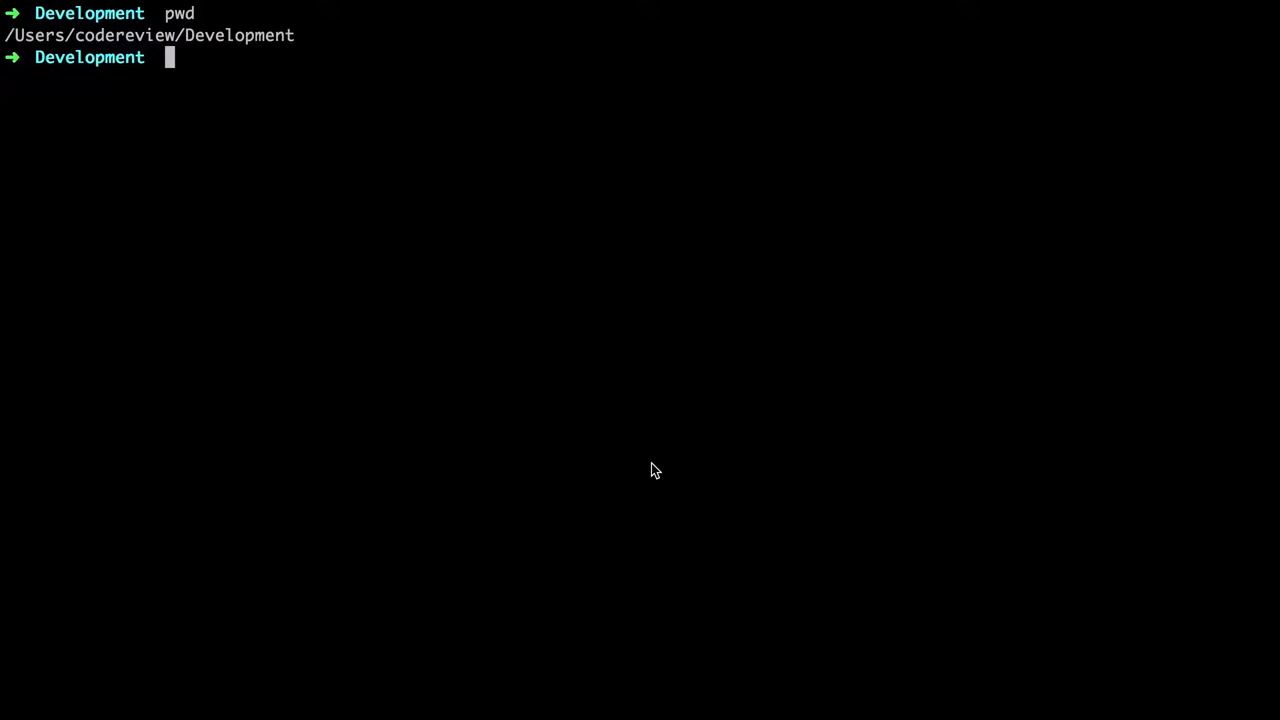 ➜ Development pwd
/Users/codereview/Development
➜ Development